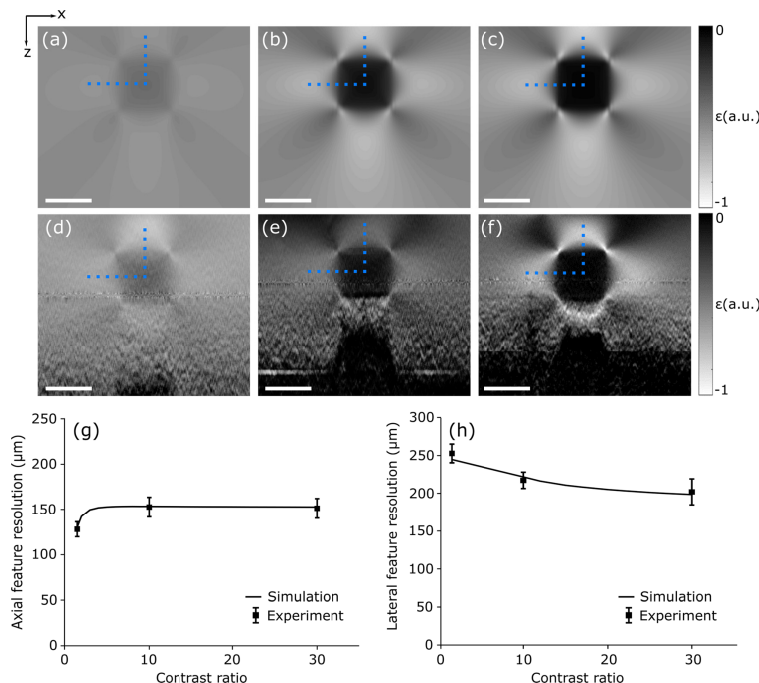 x
z
(a)
(b)
(c)
0
ε(a.u.)
-1
(d)
(e)
(f)
0
ε(a.u.)
-1
(g)
250
200
150
100
50
0
Axial feature resolution (μm)
Simulation
Experiment
0
10
20
30
Cortrast ratio
(h)
300
250
200
150
100
50
0
Lateral feature resolution (μm)
Simulation
Experiment
0
10
20
30
Contrast ratio